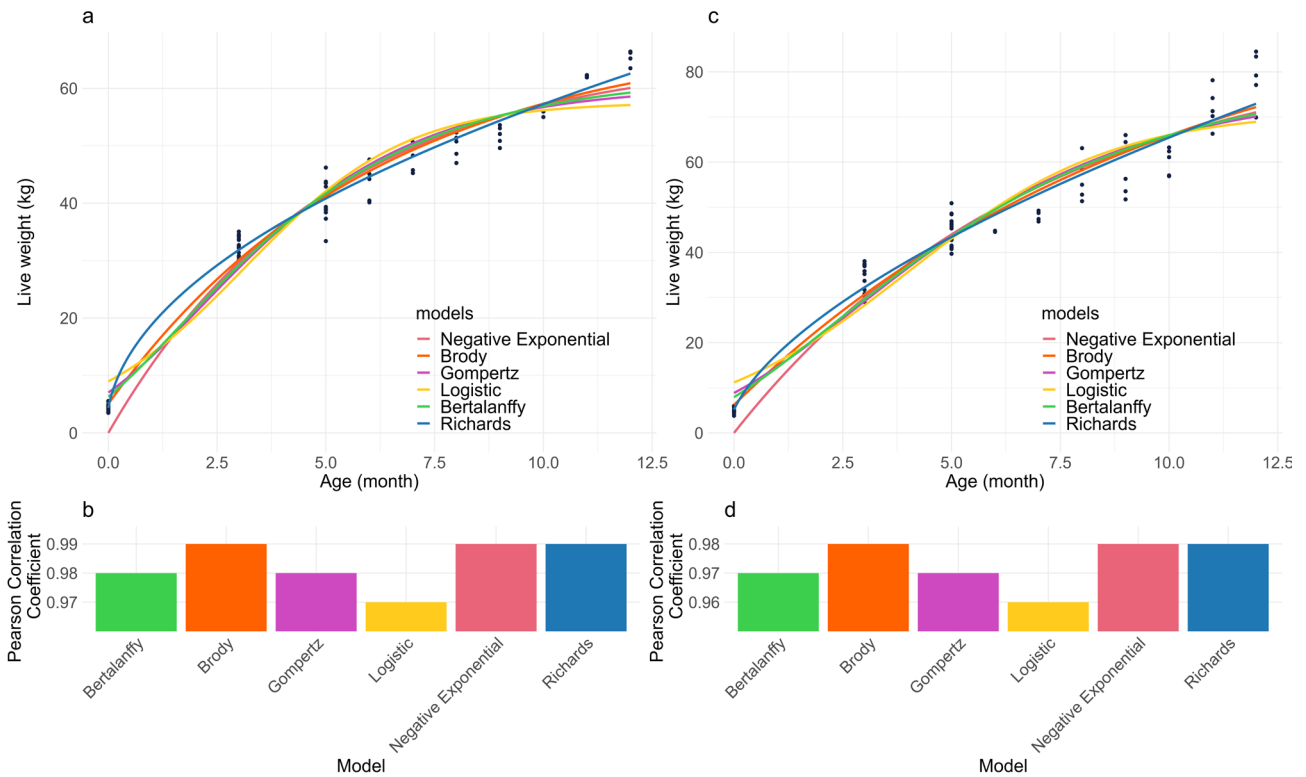 a
Live weight (kg)
60
40
20
0
models
Negative Exponential
Brody
Gompertz
Logistic
Bertalanffy
Richards
0.0 2.5 5.0 7.5 10.0 12.5
Age (month)
c
Live weight (kg)
80
60
40
20
0
models
Negative Exponential
Brody
Gompertz
Logistic
Bertalanffy
Richards
0.0 2.5 5.0 7.5 10.0 12.5
Age (month)
b
Pearson Correlation
Coefficient
0.99
0.98
0.97
Bertalanffy
Brody
Gompertz
Logistic
Negative Exponential
Richards
Model
d
Pearson Correlation
Coefficient
0.98
0.97
0.96
Bertalanffy
Brody
Gompertz
Logistic
Negative Exponential
Richards
Model